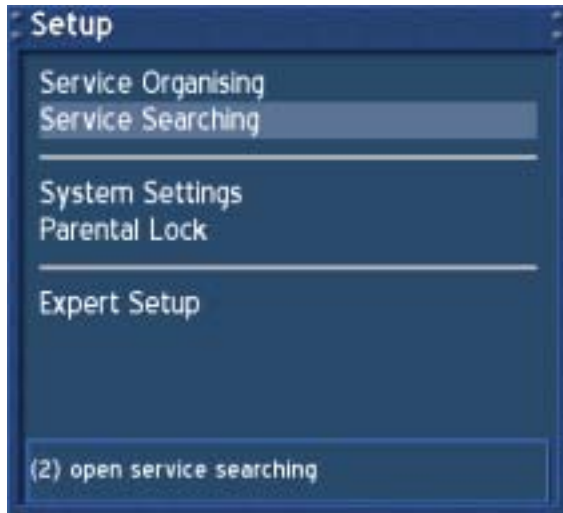 Setup
Service Organising
Service Searching
System Settings
Parental Lock
Expert Setup
(2) open service searching